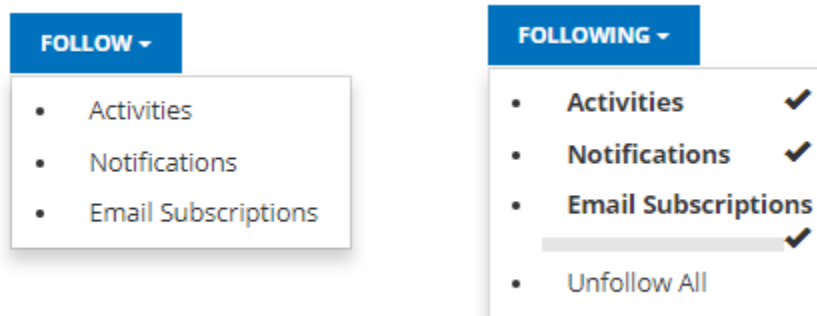 FOLLOW
Activities
Notifications
Email Subscriptions
FOLLOWING
Activities
Notifications
Email Subscriptions
Unfollow All